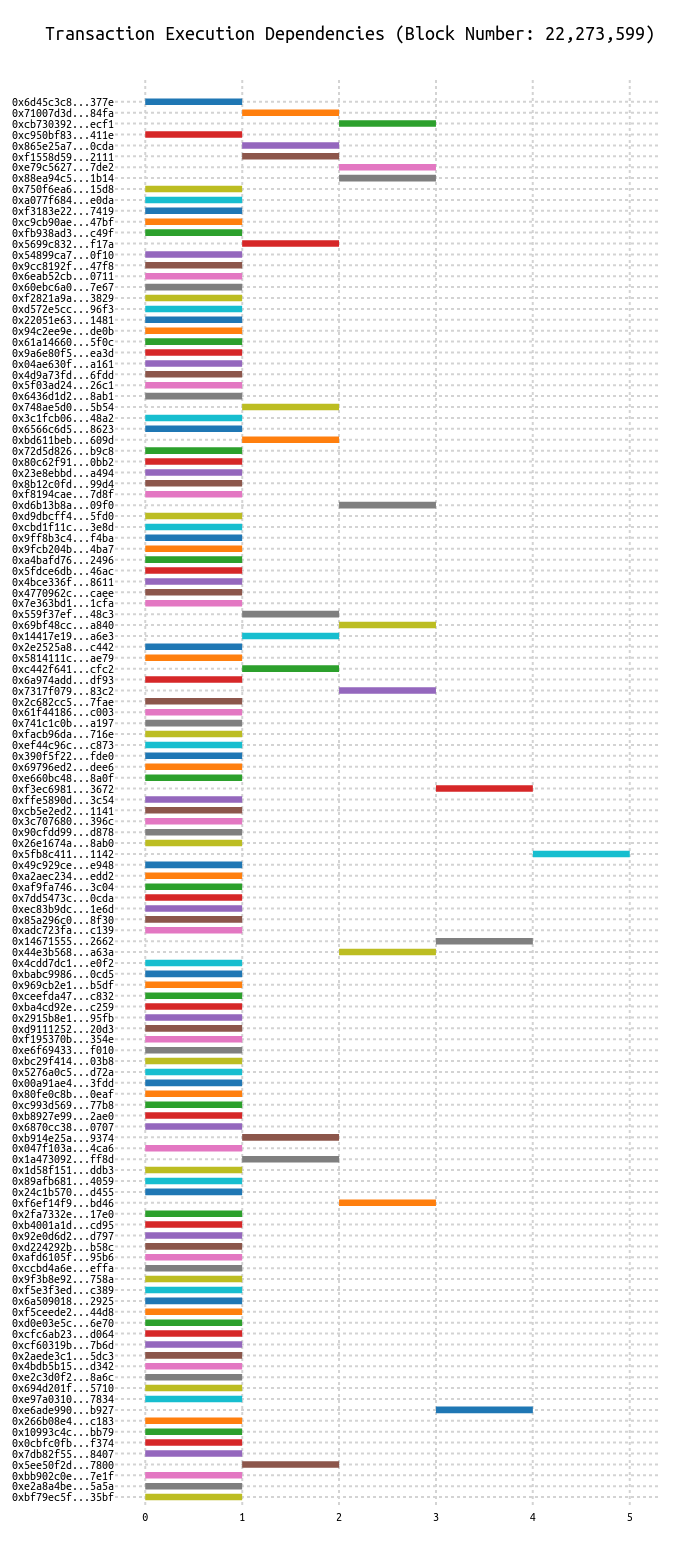 Transaction Execution Dependencies (Block Number: 22,273,599)
0x6d45c3c8...377e
0x71007d3d...84fa
0xcb730392...ecf1
0xc950bf83...411e
0x865e25a7...0cda
0xf1558d59...2111
0xe79c5627...7de2
0x88ea94c5...1b14
0x750f6ea6...15d8
0xa077f684...e0da
0xf3183e22...7419
0xc9cb90ae...47bf
0xfb938ad3...c49f
0x5699c832...f17a
0x54899ca7...0f10
0x9cc8192f...47f8
0x6eab52cb...0711
0x60ebc6a0...7e67
0xf2821a9a...3829
0xd572e5cc...96f3
0x22051e63...1481
0x94c2ee9e...de0b
0x61a14660...5f0c
0x9a6e80f5...ea3d
0x04ae630f...a161
0x4d9a73fd...6fdd
0x5f03ad24...26c1
0x6436d1d2...8ab1
0x748ae5d0...5b54
0x3c1fcb06...48a2
0x6566c6d5...8623
0xbd611beb...609d
0x72d5d826...b9c8
0x80c62f91...0bb2
0x23e8ebbd...a494
0x8b12c0fd...99d4
0xf8194cae...7d8f
0xd6b13b8a...09f0
0xd9dbcff4...5fd0
0xcbd1f11c...3e8d
0x9ff8b3c4...f4ba
0x9fcb204b...4ba7
0xa4bafd76...2496
0x5fdce6db...46ac
0x4bce336f...8611
0x4770962c...caee
0x7e363bd1...1cfa
0x559f37ef...48c3
0x69bf48cc...a840
0x14417e19...a6e3
0x2e2525a8...c442
0x5814111c...ae79
0xc442f641...cfc2
0x6a974add...df93
0x7317f079...83c2
0x2c682cc5...7fae
0x61f44186...c003
0x741c1c0b...a197
0xfacb96da...716e
0xef44c96c...c873
0x390f5f22...fde0
0x69796ed2...dee6
0xe660bc48...8a0f
0xf3ec6981...3672
0xffe5890d...3c54
0xcb5e2ed2...1141
0x3c707680...396c
0x90cfdd99...d878
0x26e1674a...8ab0
0x5fb8c411...1142
0x49c929ce...e948
0xa2aec234...edd2
0xaf9fa746...3c04
0x7dd5473c...0cda
0xec83b9dc...1e6d
0x85a296c0...8f30
0xadc723fa...c139
0x14671555...2662
0x44e3b568...a63a
0x4cdd7dc1...e0f2
0xbabc9986...0cd5
0x969cb2e1...b5df
0xceefda47...c832
0xba4cd92e...c259
0x2915b8e1...95fb
0xd9111252...20d3
0xf195370b...354e
0xe6f69433...f010
0xbc29f414...03b8
0x5276a0c5...d72a
0x00a91ae4...3fdd
0x80fe0c8b...0eaf
0xc993d569...77b8
0xb8927e99...2ae0
0x6870cc38...0707
0xb914e25a...9374
0x047f103a...4ca6
0x1a473092...ff8d
0x1d58f151...ddb3
0x89afb681...4059
0x24c1b570...d455
0xf6ef14f9...bd46
0x2fa7332e...17e0
0xb4001a1d...cd95
0x92e0d6d2...d797
0xd224292b...b58c
0xafd6105f...95b6
0xccbd4a6e...effa
0x9f3b8e92...758a
0xf5e3f3ed...c389
0x6a509018...2925
0xf5ceede2...44d8
0xd0e03e5c...6e70
0xcfc6ab23...d064
0xcf60319b...7b6d
0x2aede3c1...5dc3
0x4bdb5b15...d342
0xe2c3d0f2...8a6c
0x694d201f...5710
0xe97a0310...7834
0xe6ade990...b927
0x266b08e4...c183
0x10993c4c...bb79
0x0cbfc0fb...f374
0x7db82f55...8407
0x5ee50f2d...7800
0xbb902c0e...7e1f
0xe2a8a4be...5a5a
0xbf79ec5f...35bf
0 1 2 3 4 5